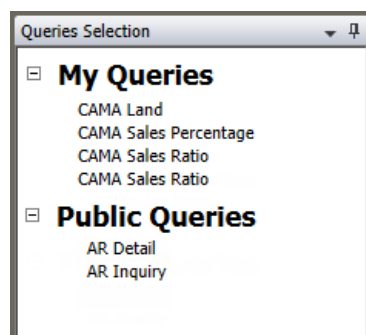 Queries Selection
My Queries
CAMA Land
CAMA Sales Percentage
CAMA Sales Ratio
CAMA Sales Ratio
Public Queries
AR Detail
AR Inquiry